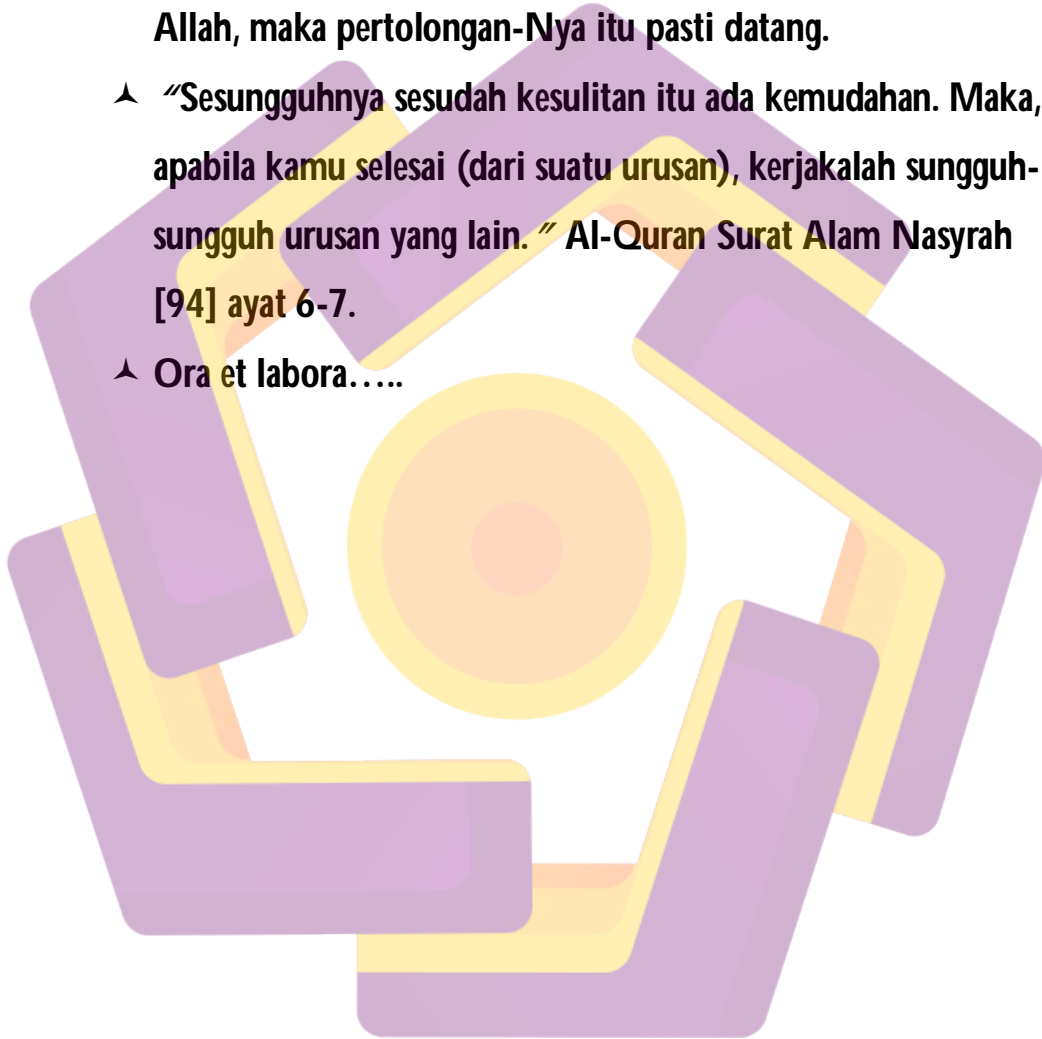 Allah, maka pertolongan-Nya itu pasti datang.
⅄ “Sesungguhnya sesudah kesulitan itu ada kemudahan. Maka,
apabila kamu selesai (dari suatu urusan), kerjakalah sungguh-
sungguh urusan yang lain.” Al-Quran Surat Alam Nasyrah
[94] ayat 6-7.
⅄ Ora et labora…..